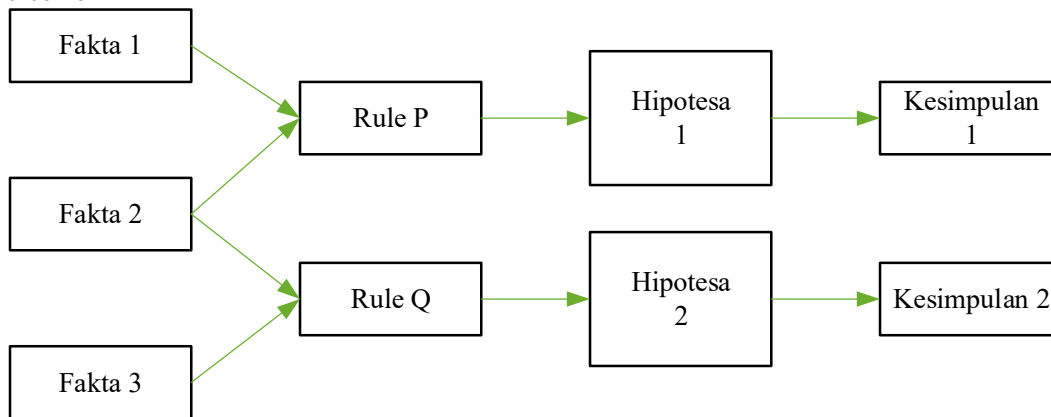 Fakta 1
Rule P
Hipotesa
1
Kesimpulan
1
Fakta 2
Rule Q
Hipotesa
2
Kesimpulan 2
Fakta 3